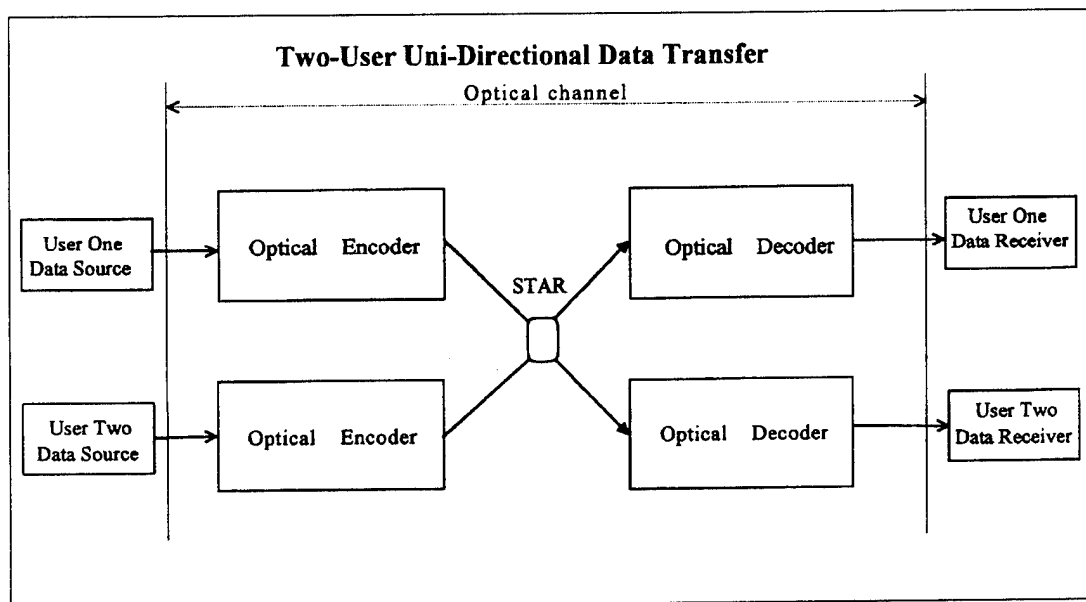 Two-User Uni-Directional Data Transfer
Optical channel
User One
Data Source
Optical Encoder
STAR
Optical Decoder
User One
Data Receiver
User Two
Data Source
Optical Encoder
Optical Decoder
User Two
Data Receiver